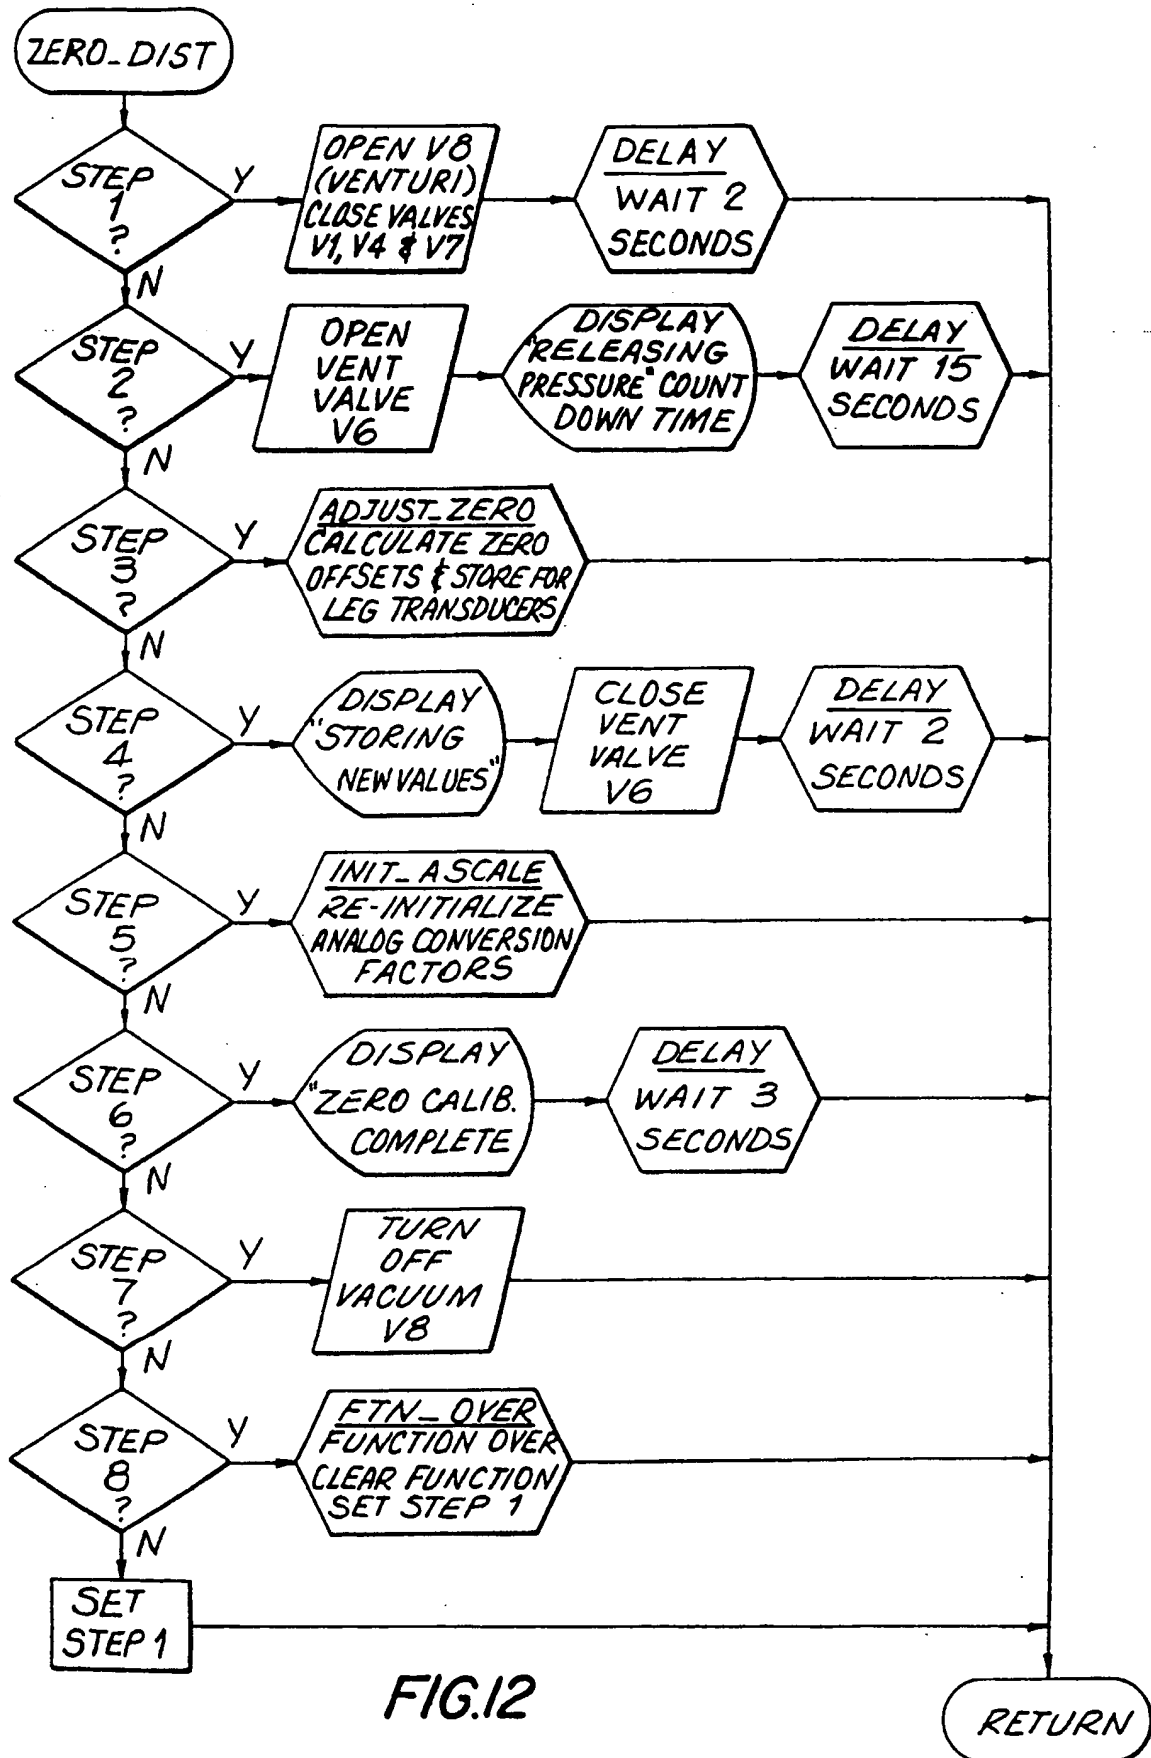 ZERO_DIST
STEP
1
?
Y
OPEN V8
(VENTURI)
CLOSE VALVES
V1, V4 & V7
DELAY
WAIT 2
SECONDS
N
STEP
2
?
Y
OPEN
VENT
VALVE
V6
DISPLAY
"RELEASING
PRESSURE" COUNT
DOWN TIME
DELAY
WAIT 15
SECONDS
N
STEP
3
?
Y
ADJUST_ZERO
CALCULATE ZERO
OFFSETS & STORE FOR
LEG TRANSDUCERS
N
STEP
4
?
Y
DISPLAY
"STORING
NEW VALUES"
CLOSE
VENT
VALVE
V6
DELAY
WAIT 2
SECONDS
N
STEP
5
?
Y
INIT_ASCALE
RE-INITIALIZE
ANALOG CONVERSION
FACTORS
N
STEP
6
?
Y
DISPLAY
"ZERO CALIB.
COMPLETE
DELAY
WAIT 3
SECONDS
N
STEP
7
?
Y
TURN
OFF
VACUUM
V8
N
STEP
8
?
Y
FTN_OVER
FUNCTION OVER
CLEAR FUNCTION
SET STEP 1
N
SET
STEP 1
RETURN
FIG.12